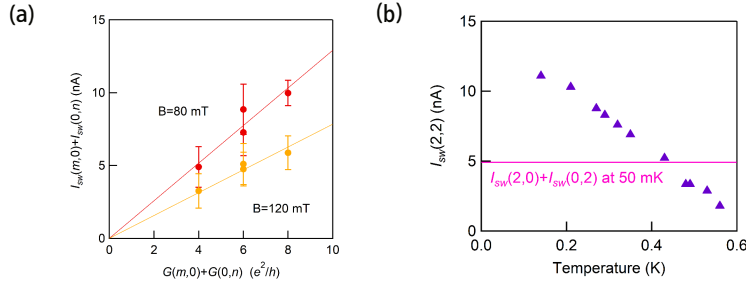 (a)
15
10
5
0
I_sw(m,0)+I_sw(0,n) (nA)
B=80 mT
B=120 mT
0 2 4 6 8 10
G(m,0)+G(0,n) (e²/h)
(b)
15
10
5
0
I_sw(2,2) (nA)
I_sw(2,0)+I_sw(0,2) at 50 mK
0.0 0.2 0.4 0.6
Temperature (K)